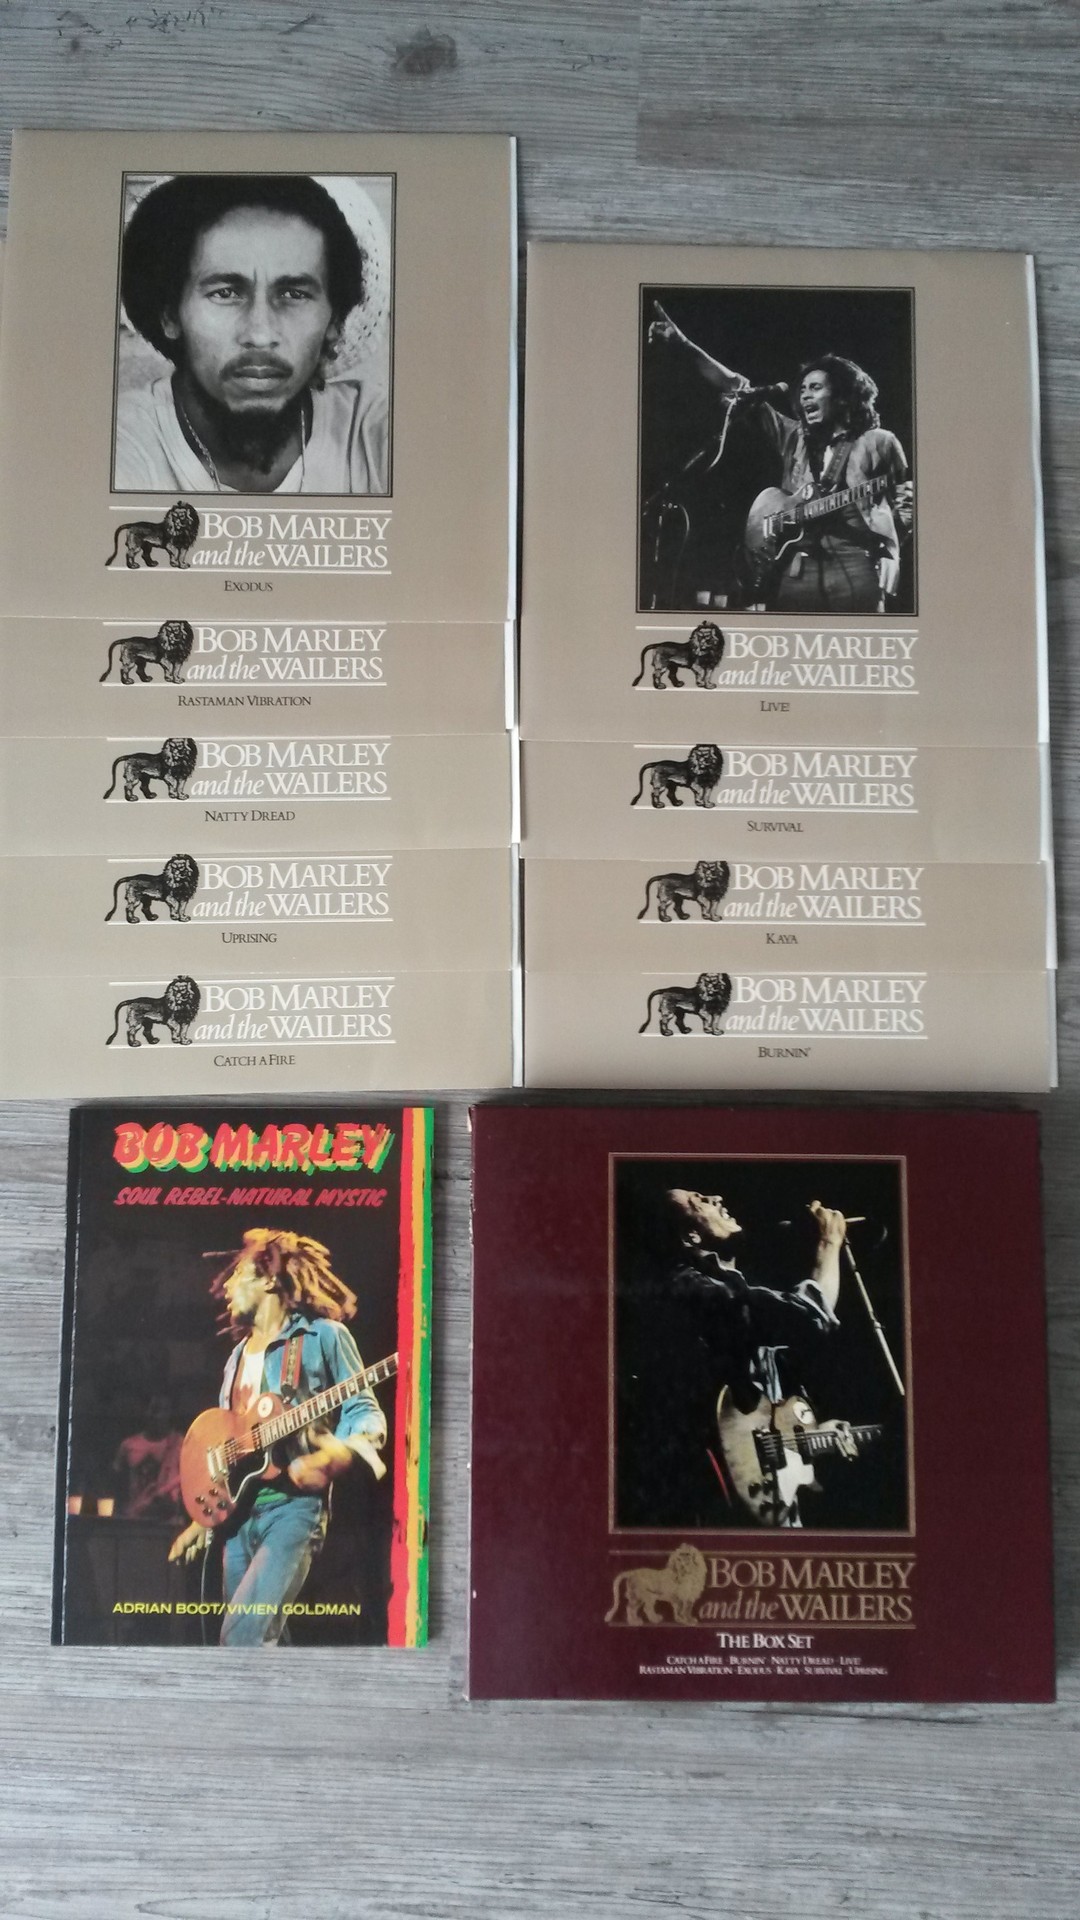 BOB MARLEY
and the WAILERS
EXODUS
BOB MARLEY
and the WAILERS
RASTAMAN VIBRATION
BOB MARLEY
and the WAILERS
NATTY DREAD
BOB MARLEY
and the WAILERS
UPRISING
BOB MARLEY
and the WAILERS
CATCH A FIRE
BOB MARLEY
and the WAILERS
LIVE!
BOB MARLEY
and the WAILERS
SURVIVAL
BOB MARLEY
and the WAILERS
KAYA
BOB MARLEY
and the WAILERS
BURNIN'
BOB MARLEY
SOUL REBEL-NATURAL MYSTIC
ADRIAN BOOT/VIVIEN GOLDMAN
BOB MARLEY
and the WAILERS
THE BOX SET
CATCH A FIRE · BURNIN' · NATTY DREAD · LIVE!
RASTAMAN VIBRATION · EXODUS · KAYA · SURVIVAL · UPRISING